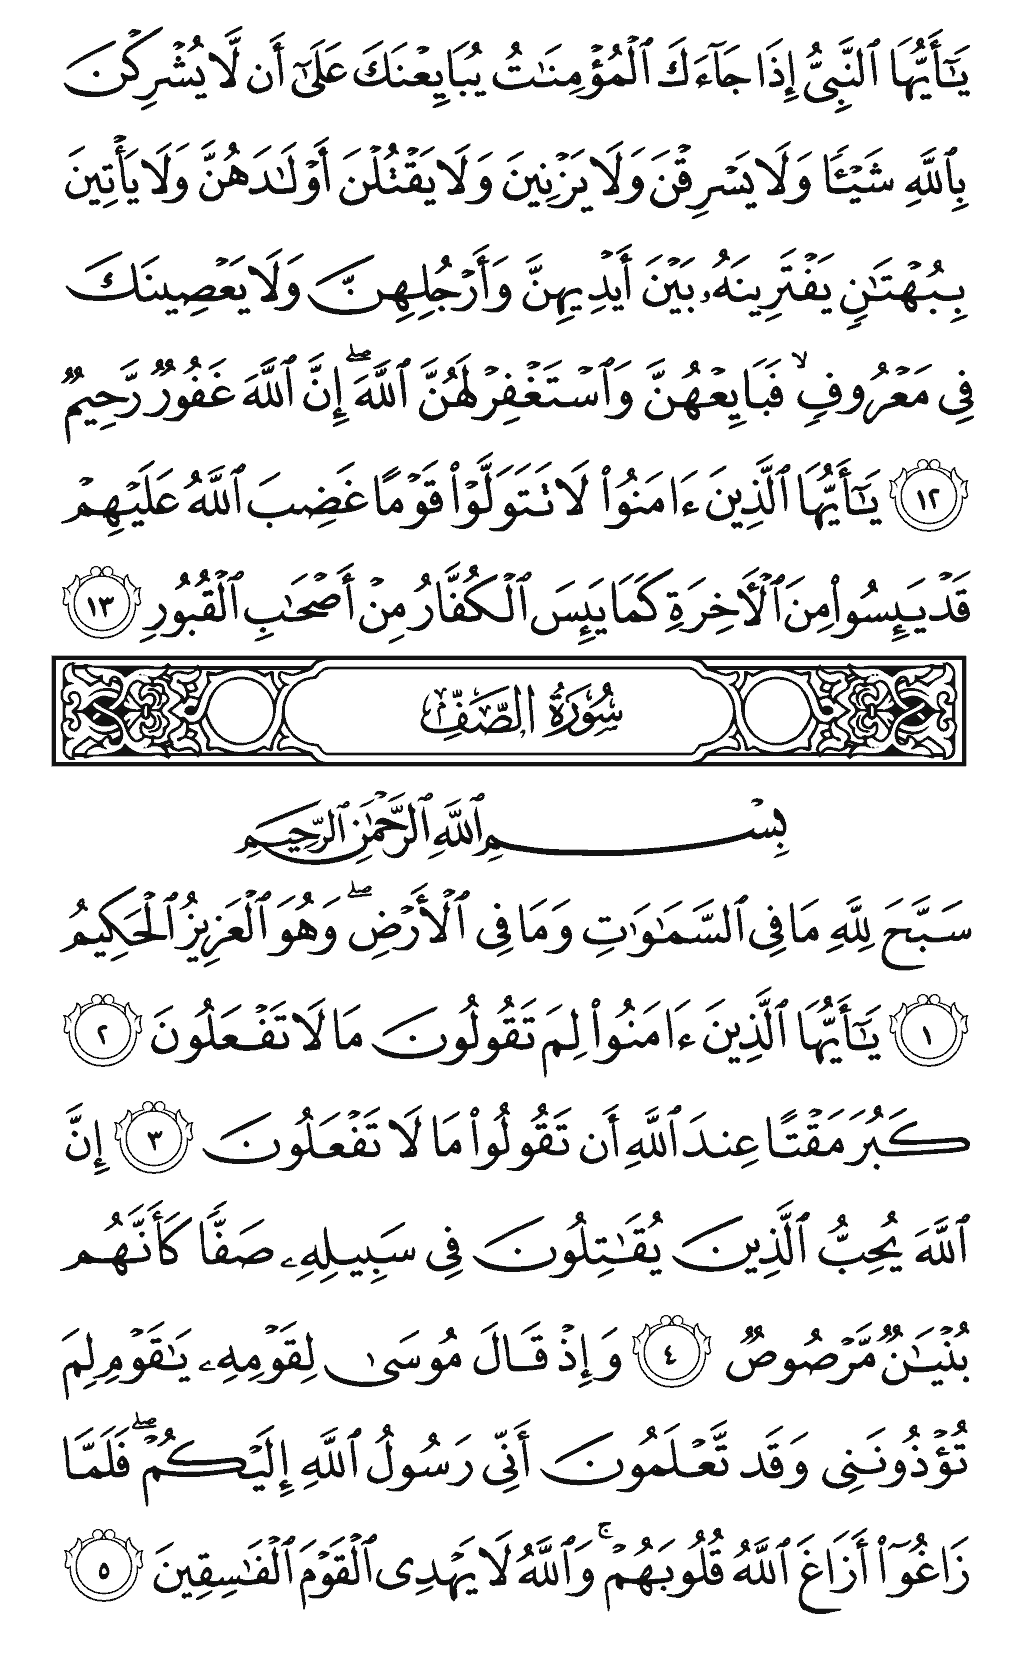 يَٰٓأَيُّهَا ٱلنَّبِىُّ إِذَا جَآءَكَ ٱلْمُؤْمِنَٰتُ يُبَايِعْنَكَ عَلَىٰٓ أَن لَّا يُشْرِكْنَ
بِٱللَّهِ شَيْـًٔا وَلَا يَسْرِقْنَ وَلَا يَزْنِينَ وَلَا يَقْتُلْنَ أَوْلَٰدَهُنَّ وَلَا يَأْتِينَ
بِبُهْتَٰنٍ يَفْتَرِينَهُۥ بَيْنَ أَيْدِيهِنَّ وَأَرْجُلِهِنَّ وَلَا يَعْصِينَكَ
فِى مَعْرُوفٍ ۙ فَبَايِعْهُنَّ وَٱسْتَغْفِرْ لَهُنَّ ٱللَّهَ ۖ إِنَّ ٱللَّهَ غَفُورٌ رَّحِيمٌ
١٢ يَٰٓأَيُّهَا ٱلَّذِينَ ءَامَنُوا۟ لَا تَتَوَلَّوْا۟ قَوْمًا غَضِبَ ٱللَّهُ عَلَيْهِمْ
قَدْ يَئِسُوا۟ مِنَ ٱلْـَٔاخِرَةِ كَمَا يَئِسَ ٱلْكُفَّارُ مِنْ أَصْحَٰبِ ٱلْقُبُورِ ١٣
سُورَةُ الصَّفِّ
بِسْمِ ٱللَّهِ ٱلرَّحْمَٰنِ ٱلرَّحِيمِ
سَبَّحَ لِلَّهِ مَا فِى ٱلسَّمَٰوَٰتِ وَمَا فِى ٱلْأَرْضِ ۖ وَهُوَ ٱلْعَزِيزُ ٱلْحَكِيمُ
١ يَٰٓأَيُّهَا ٱلَّذِينَ ءَامَنُوا۟ لِمَ تَقُولُونَ مَا لَا تَفْعَلُونَ ٢
كَبُرَ مَقْتًا عِندَ ٱللَّهِ أَن تَقُولُوا۟ مَا لَا تَفْعَلُونَ ٣ إِنَّ
ٱللَّهَ يُحِبُّ ٱلَّذِينَ يُقَٰتِلُونَ فِى سَبِيلِهِۦ صَفًّا كَأَنَّهُم
بُنْيَٰنٌ مَّرْصُوصٌ ٤ وَإِذْ قَالَ مُوسَىٰ لِقَوْمِهِۦ يَٰقَوْمِ لِمَ
تُؤْذُونَنِى وَقَد تَّعْلَمُونَ أَنِّى رَسُولُ ٱللَّهِ إِلَيْكُمْ ۖ فَلَمَّا
زَاغُوٓا۟ أَزَاغَ ٱللَّهُ قُلُوبَهُمْ ۚ وَٱللَّهُ لَا يَهْدِى ٱلْقَوْمَ ٱلْفَٰسِقِينَ ٥